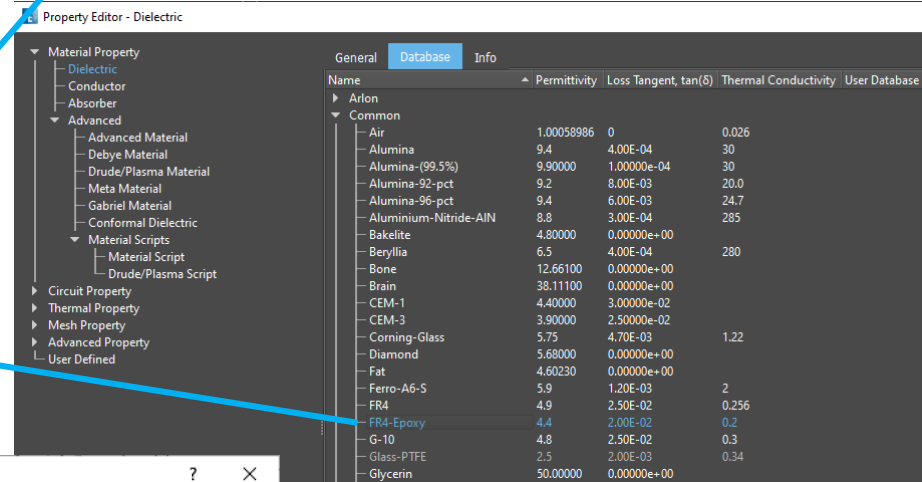 Property Editor - Dielectric
Material Property
Dielectric
Conductor
Absorber
Advanced
Advanced Material
Debye Material
Drude/Plasma Material
Meta Material
Gabriel Material
Conformal Dielectric
Material Scripts
Material Script
Drude/Plasma Script
Circuit Property
Thermal Property
Mesh Property
Advanced Property
User Defined
General Database Info
Name Permittivity Loss Tangent, tan(δ) Thermal Conductivity User Database
Arlon
Common
Air 1.00058986 0 0.026
Alumina 9.4 4.00E-04 30
Alumina-(99.5%) 9.90000 1.00000e-04 30
Alumina-92-pct 9.2 8.00E-03 20.0
Alumina-96-pct 9.4 6.00E-03 24.7
Aluminium-Nitride-AlN 8.8 3.00E-04 285
Bakelite 4.80000 0.00000e+00
Beryllia 6.5 4.00E-04 280
Bone 12.66100 0.00000e+00
Brain 38.11100 0.00000e+00
CEM-1 4.40000 3.00000e-02
CEM-3 3.90000 2.50000e-02
Corning-Glass 5.75 4.70E-03 1.22
Diamond 5.68000 0.00000e+00
Fat 4.60230 0.00000e+00
Ferro-A6-S 5.9 1.20E-03 2
FR4 4.9 2.50E-02 0.256
FR4-Epoxy 4.4 2.00E-02 0.2
G-10 4.8 2.50E-02 0.3
Glass-PTFE 2.5 2.00E-03 0.34
Glycerin 50.00000 0.00000e+00
? ×